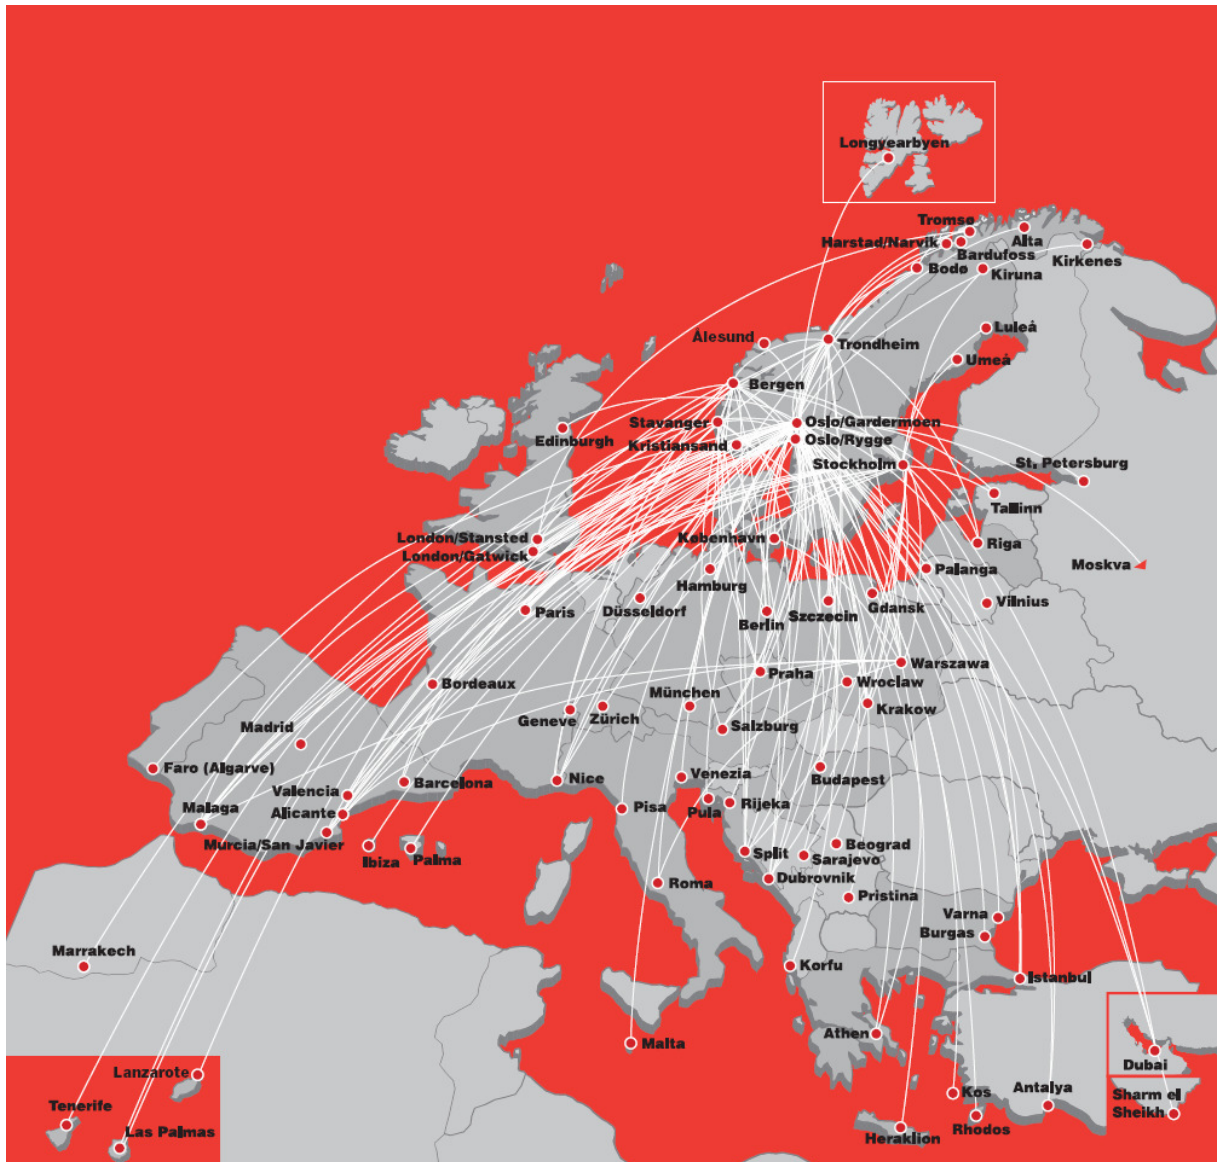 Longyearbyen
Tromsø
Harstad/Narvik
Alta
Bardufoss
Kirkenes
Bodø
Kiruna
Luleå
Ålesund
Trondheim
Umeå
Bergen
Stavanger
Oslo/Gardermoen
Edinburgh
Kristiansand
Oslo/Rygge
Stockholm
St. Petersburg
Tallinn
London/Stansted
København
Riga
London/Gatwick
Moskva
Hamburg
Palanga
Paris
Düsseldorf
Berlin
Szczecin
Gdansk
Vilnius
Warszawa
Praha
Bordeaux
München
Wroclaw
Krakow
Geneve
Zürich
Madrid
Salzburg
Faro (Algarve)
Barcelona
Nice
Venezia
Budapest
Valencia
Malaga
Alicante
Pisa
Pula
Rijeka
Murcia/San Javier
Ibiza
Palma
Split
Beograd
Sarajevo
Roma
Dubrovnik
Pristina
Varna
Burgas
Marrakech
Korfu
Istanbul
Athen
Malta
Dubai
Lanzarote
Kos
Antalya
Sharm el
Sheikh
Tenerife
Las Palmas
Heraklion
Rhodos